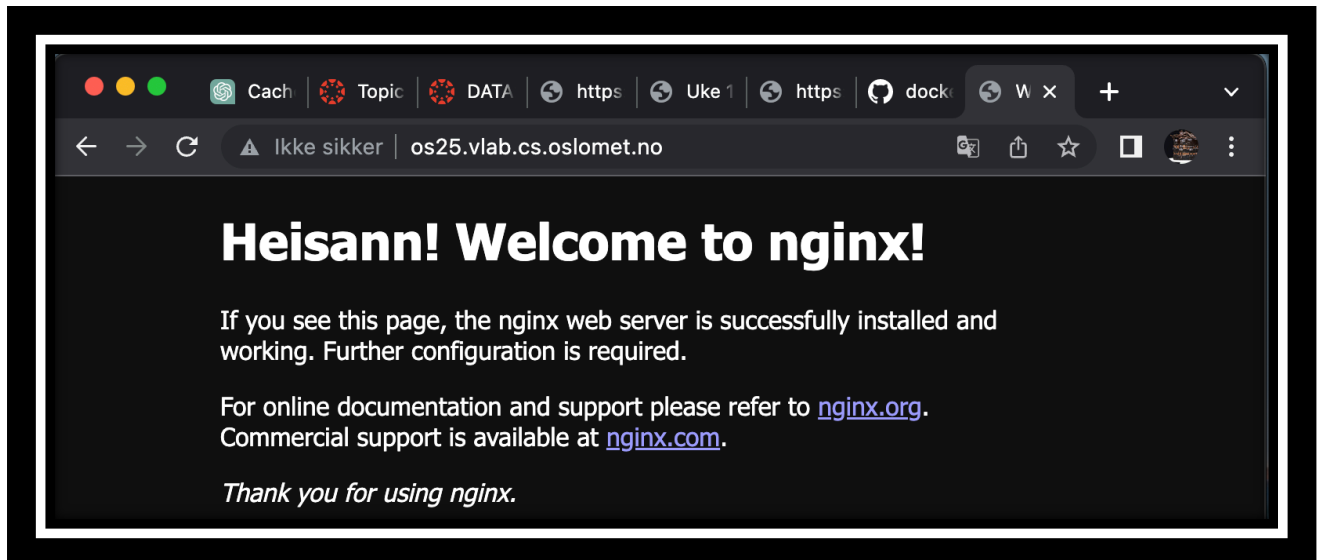 Cach Topic DATA https Uke 1 https docke W
Ikke sikker os25.vlab.cs.oslomet.no
Heisann! Welcome to nginx!
If you see this page, the nginx web server is successfully installed and
working. Further configuration is required.
For online documentation and support please refer to nginx.org.
Commercial support is available at nginx.com.
Thank you for using nginx.